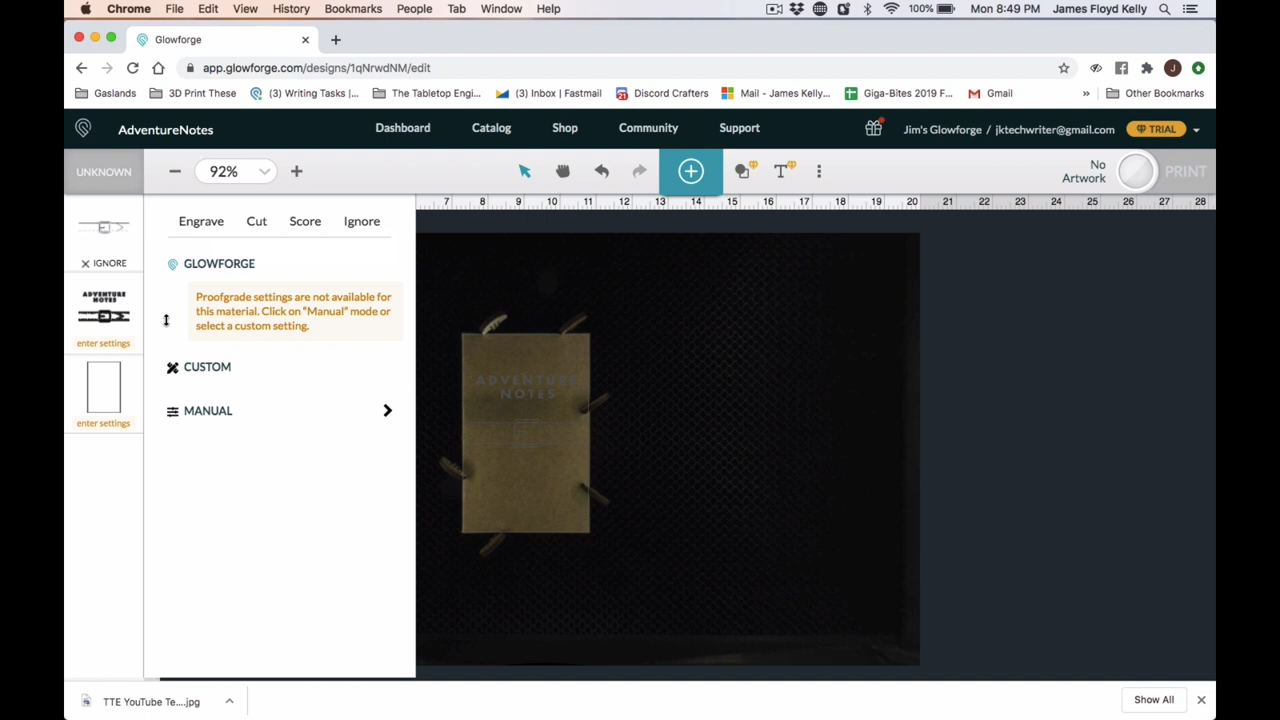 Chrome File Edit View History Bookmarks People Tab Window Help 100% Mon 8:49 PM James Floyd Kelly
Glowforge
app.glowforge.com/designs/1qNrwdNM/edit
Gaslands 3D Print These (3) Writing Tasks |... The Tabletop Engi... (3) Inbox | Fastmail Discord Crafters Mail - James Kelly... Giga-Bites 2019 F... Gmail » Other Bookmarks
AdventureNotes Dashboard Catalog Shop Community Support Jim's Glowforge / jktechwriter@gmail.com TRIAL
UNKNOWN 92% T No
Artwork PRINT
7 8 9 10 11 12 13 14 15 16 17 18 19 20 21 22 23 24 25 26 27 28
Engrave Cut Score Ignore
IGNORE
GLOWFORGE
Proofgrade settings are not available for
this material. Click on “Manual” mode or
select a custom setting.
ADVENTURE
NOTES
enter settings
CUSTOM
MANUAL
enter settings
ADVENTURE
NOTES
TTE YouTube Te....jpg Show All